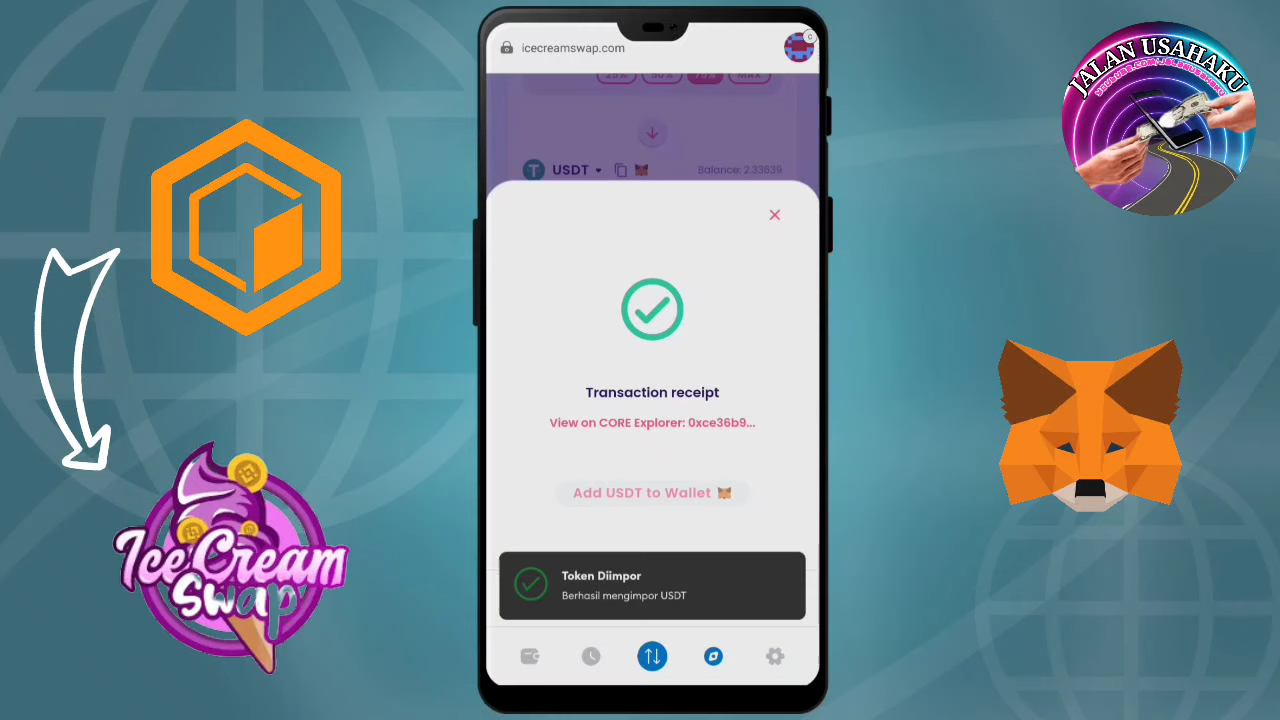 icecreamswap.com
C
25%
50%
75%
MAX
USDT
Balance: 2.33639
Transaction receipt
View on CORE Explorer: 0xce36b9...
Add USDT to Wallet
Token Diimpor
Berhasil mengimpor USDT
JALAN USAHAKU
IceCream
Swap